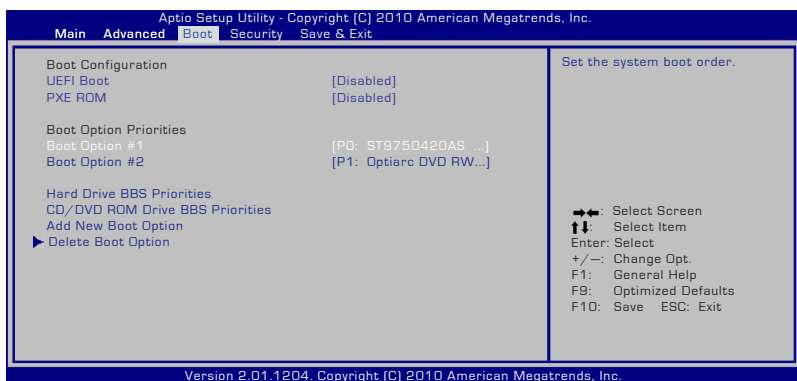 Aptio Setup Utility - Copyright (C) 2010 American Megatrends, Inc.
Main Advanced Boot Security Save & Exit
Boot Configuration
UEFI Boot [Disabled]
PXE ROM [Disabled]
Boot Option Priorities
Boot Option #1 [P0: ST9750420AS ...]
Boot Option #2 [P1: Optiarc DVD RW...]
Hard Drive BBS Priorities
CD/DVD ROM Drive BBS Priorities
Add New Boot Option
Delete Boot Option
Set the system boot order.
→←: Select Screen
↑↓: Select Item
Enter: Select
+/—: Change Opt.
F1: General Help
F9: Optimized Defaults
F10: Save ESC: Exit
Version 2.01.1204. Copyright (C) 2010 American Megatrends, Inc.